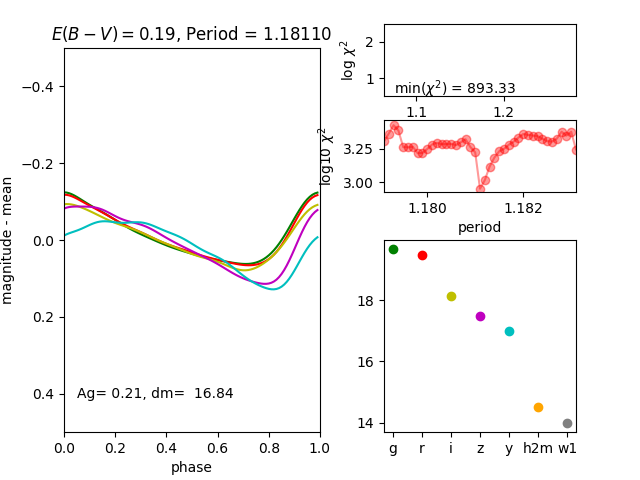 E(B − V) = 0.19, Period = 1.18110
−0.4
−0.2
0.0
0.2
0.4
magnitude - mean
Ag= 0.21, dm= 16.84
0.0 0.2 0.4 0.6 0.8 1.0
phase
log χ²
2
1
min(χ²) = 893.33
1.1 1.2
log10 χ²
3.25
3.00
1.180 1.182
period
18
16
14
g r i z y h2m w1